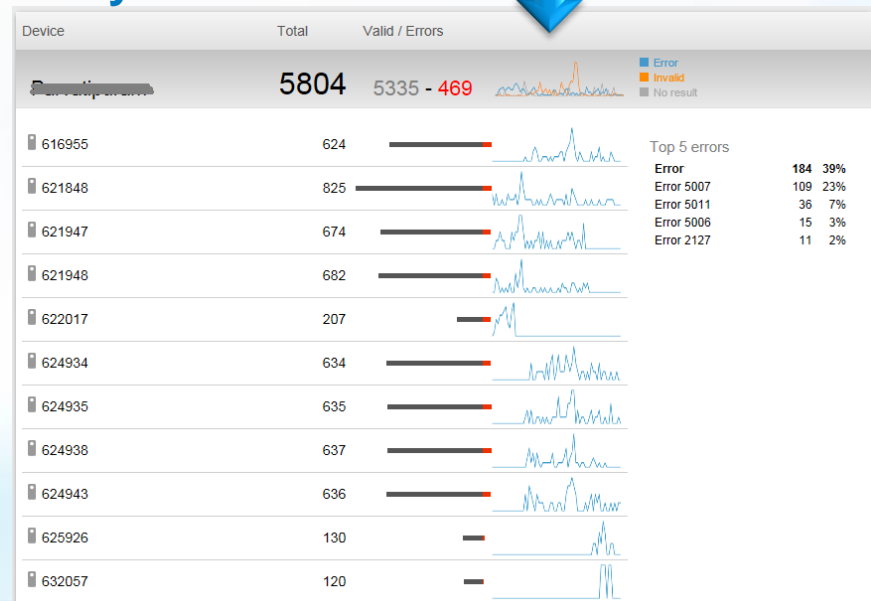 Device Total Valid / Errors
5804 5335 - 469
Error
Invalid
No result
616955 624
621848 825
621947 674
621948 682
622017 207
624934 634
624935 635
624938 637
624943 636
625926 130
632057 120
Top 5 errors
Error 184 39%
Error 5007 109 23%
Error 5011 36 7%
Error 5006 15 3%
Error 2127 11 2%